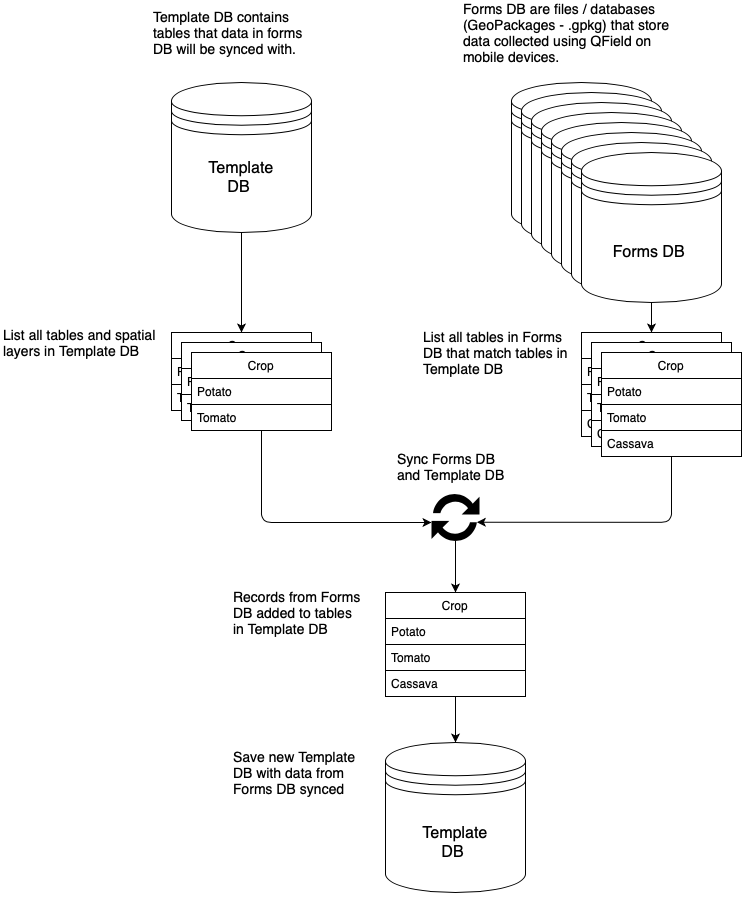 Template DB contains
tables that data in forms
DB will be synced with.
Forms DB are files / databases
(GeoPackages - .gpkg) that store
data collected using QField on
mobile devices.
Template
DB
Forms DB
List all tables and spatial
layers in Template DB
Crop
Potato
Tomato
List all tables in Forms
DB that match tables in
Template DB
Crop
Potato
Tomato
Cassava
Sync Forms DB
and Template DB
Records from Forms
DB added to tables
in Template DB
Crop
Potato
Tomato
Cassava
Save new Template
DB with data from
Forms DB synced
Template
DB